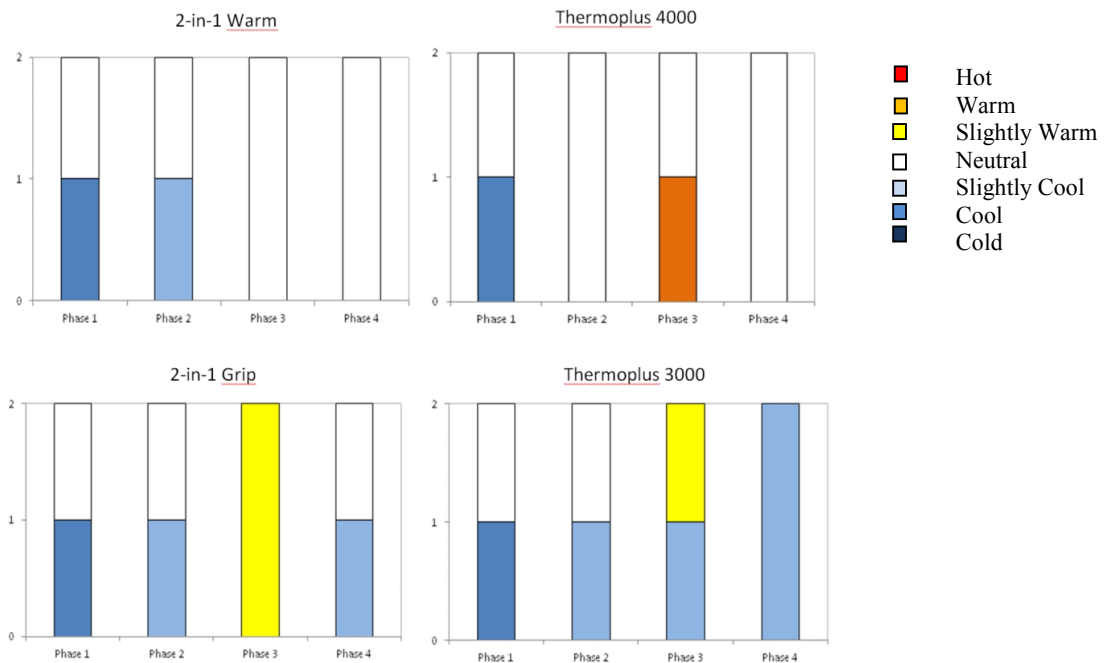 2-in-1 Warm
2
1
0
Phase 1 Phase 2 Phase 3 Phase 4
Thermoplus 4000
2
1
0
Phase 1 Phase 2 Phase 3 Phase 4
Hot
Warm
Slightly Warm
Neutral
Slightly Cool
Cool
Cold
2-in-1 Grip
2
1
0
Phase 1 Phase 2 Phase 3 Phase 4
Thermoplus 3000
2
1
0
Phase 1 Phase 2 Phase 3 Phase 4